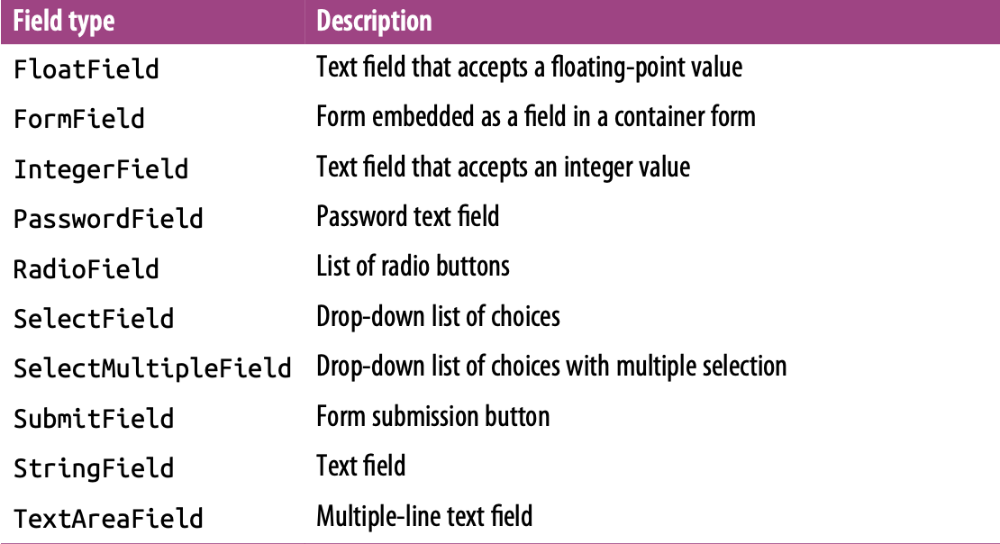 Field type Description
FloatField Text field that accepts a floating-point value
FormField Form embedded as a field in a container form
IntegerField Text field that accepts an integer value
PasswordField Password text field
RadioField List of radio buttons
SelectField Drop-down list of choices
SelectMultipleField Drop-down list of choices with multiple selection
SubmitField Form submission button
StringField Text field
TextAreaField Multiple-line text field